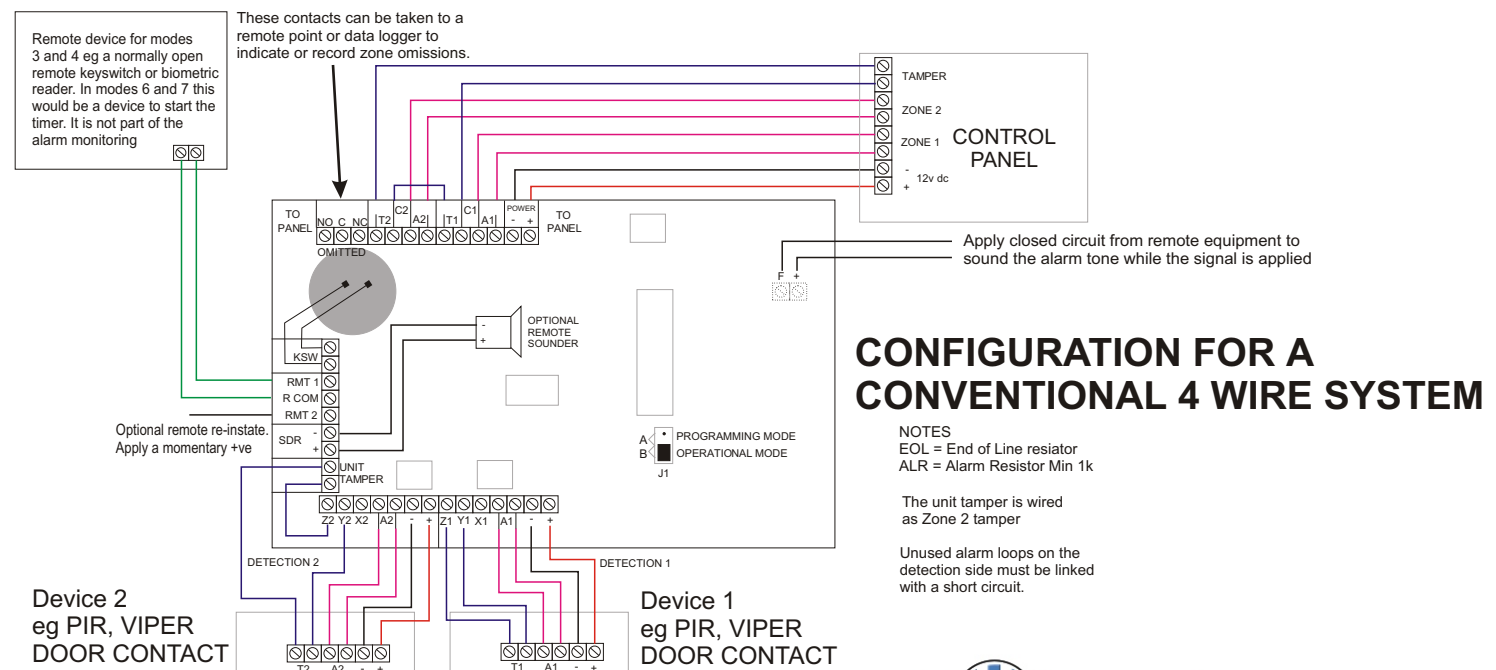 These contacts can be taken to a
remote point or data logger to
indicate or record zone omissions.
Remote device for modes
3 and 4 eg a normally open
remote keyswitch or biometric
reader. In modes 6 and 7 this
would be a device to start the
timer. It is not part of the
alarm monitoring
TAMPER
ZONE 2
ZONE 1
CONTROL
PANEL
-
12v dc
+
TO
PANEL
NO C NC T2 C2 A2 T1 C1 A1 POWER - +
TO
PANEL
OMITTED
Apply closed circuit from remote equipment to
sound the alarm tone while the signal is applied
F +
-
+
OPTIONAL
REMOTE
SOUNDER
KSW
RMT 1
R COM
RMT 2
SDR
-
+
UNIT
TAMPER
Optional remote re-instate.
Apply a momentary +ve
CONFIGURATION FOR A
CONVENTIONAL 4 WIRE SYSTEM
NOTES
EOL = End of Line resiator
ALR = Alarm Resistor Min 1k
The unit tamper is wired
as Zone 2 tamper
Unused alarm loops on the
detection side must be linked
with a short circuit.
A PROGRAMMING MODE
B OPERATIONAL MODE
J1
Z2 Y2 X2 A2 - + Z1 Y1 X1 A1 - +
DETECTION 2
DETECTION 1
Device 2
eg PIR, VIPER
DOOR CONTACT
T2 A2 - +
T1 A1 - +
Device 1
eg PIR, VIPER
DOOR CONTACT